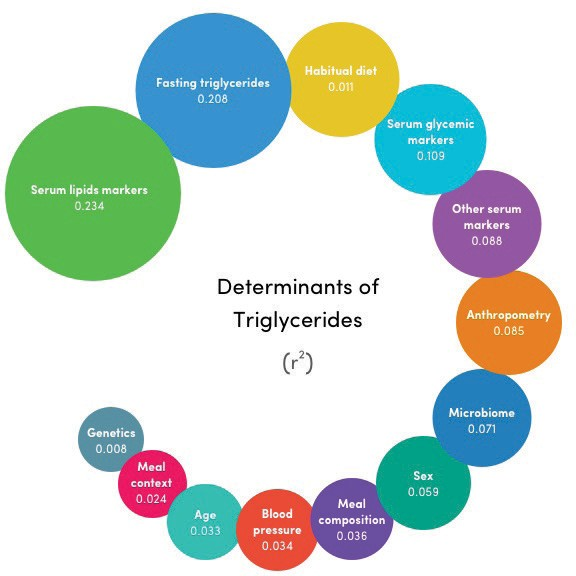 Determinants of
Triglycerides
(r²)
Serum lipids markers
0.234
Fasting triglycerides
0.208
Habitual diet
0.011
Serum glycemic
markers
0.109
Other serum
markers
0.088
Anthropometry
0.085
Microbiome
0.071
Sex
0.059
Meal
composition
0.036
Blood
pressure
0.034
Age
0.033
Meal
context
0.024
Genetics
0.008